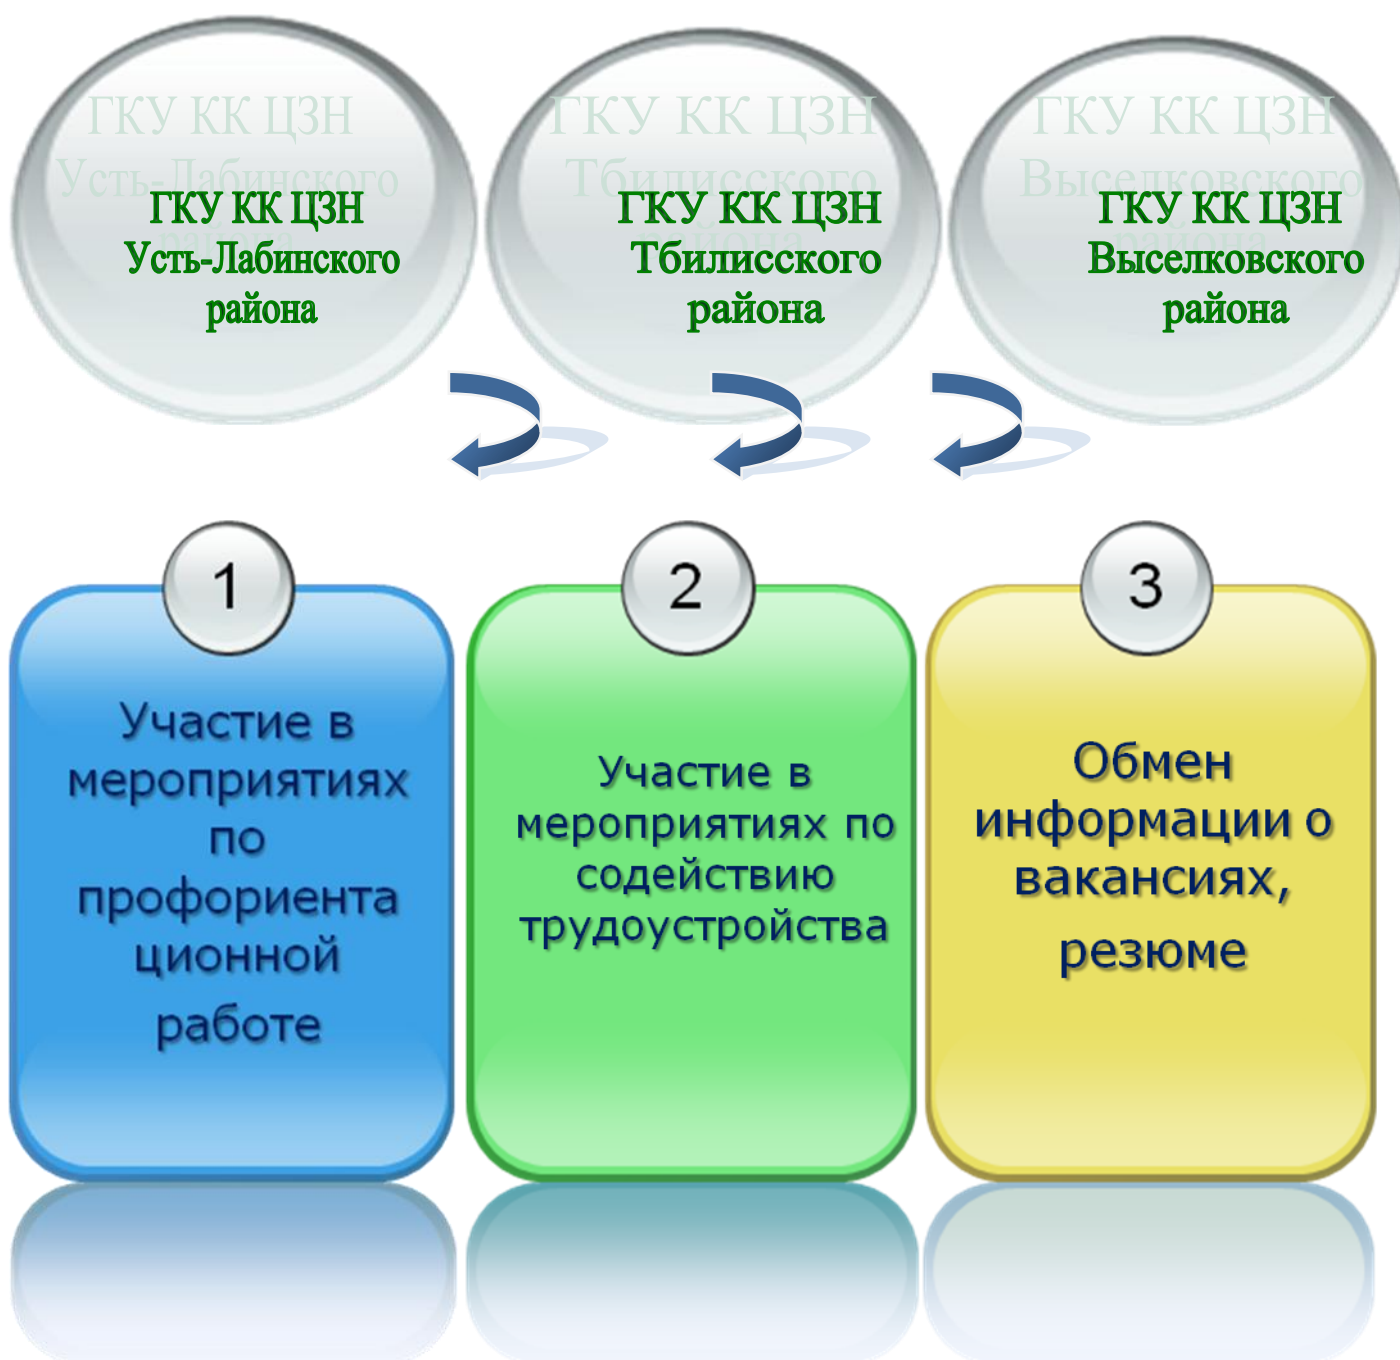 ГКУ КК ЦЗН
Усть-Лабинского
района
ГКУ КК ЦЗН
Тбилисского
района
ГКУ КК ЦЗН
Выселковского
района
1
Участие в
мероприятиях
по
профориента
ционной
работе
2
Участие в
мероприятиях по
содействию
трудоустройства
3
Обмен
информации о
вакансиях,
резюме